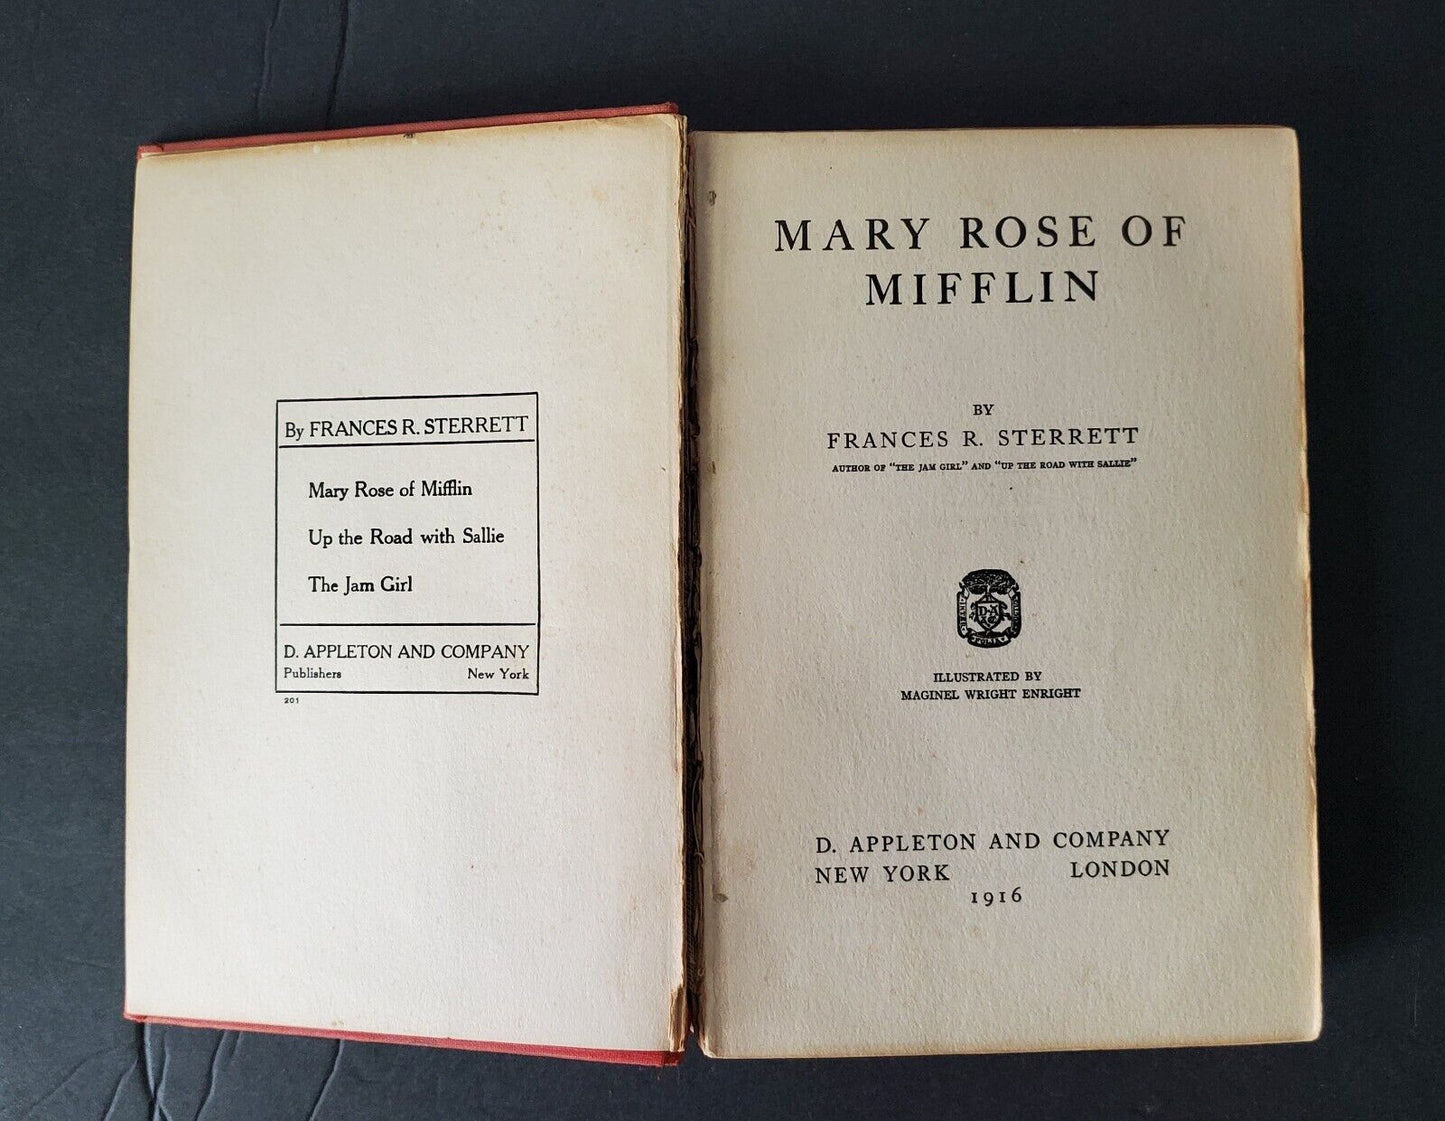 By FRANCES R. STERRETT
Mary Rose of Mifflin
Up the Road with Sallie
The Jam Girl
D. APPLETON AND COMPANY
Publishers New York
201
MARY ROSE OF
MIFFLIN
BY
FRANCES R. STERRETT
AUTHOR OF "THE JAM GIRL" AND "UP THE ROAD WITH SALLIE"
D·A
ILLUSTRATED BY
MAGINEL WRIGHT ENRIGHT
D. APPLETON AND COMPANY
NEW YORK LONDON
1916